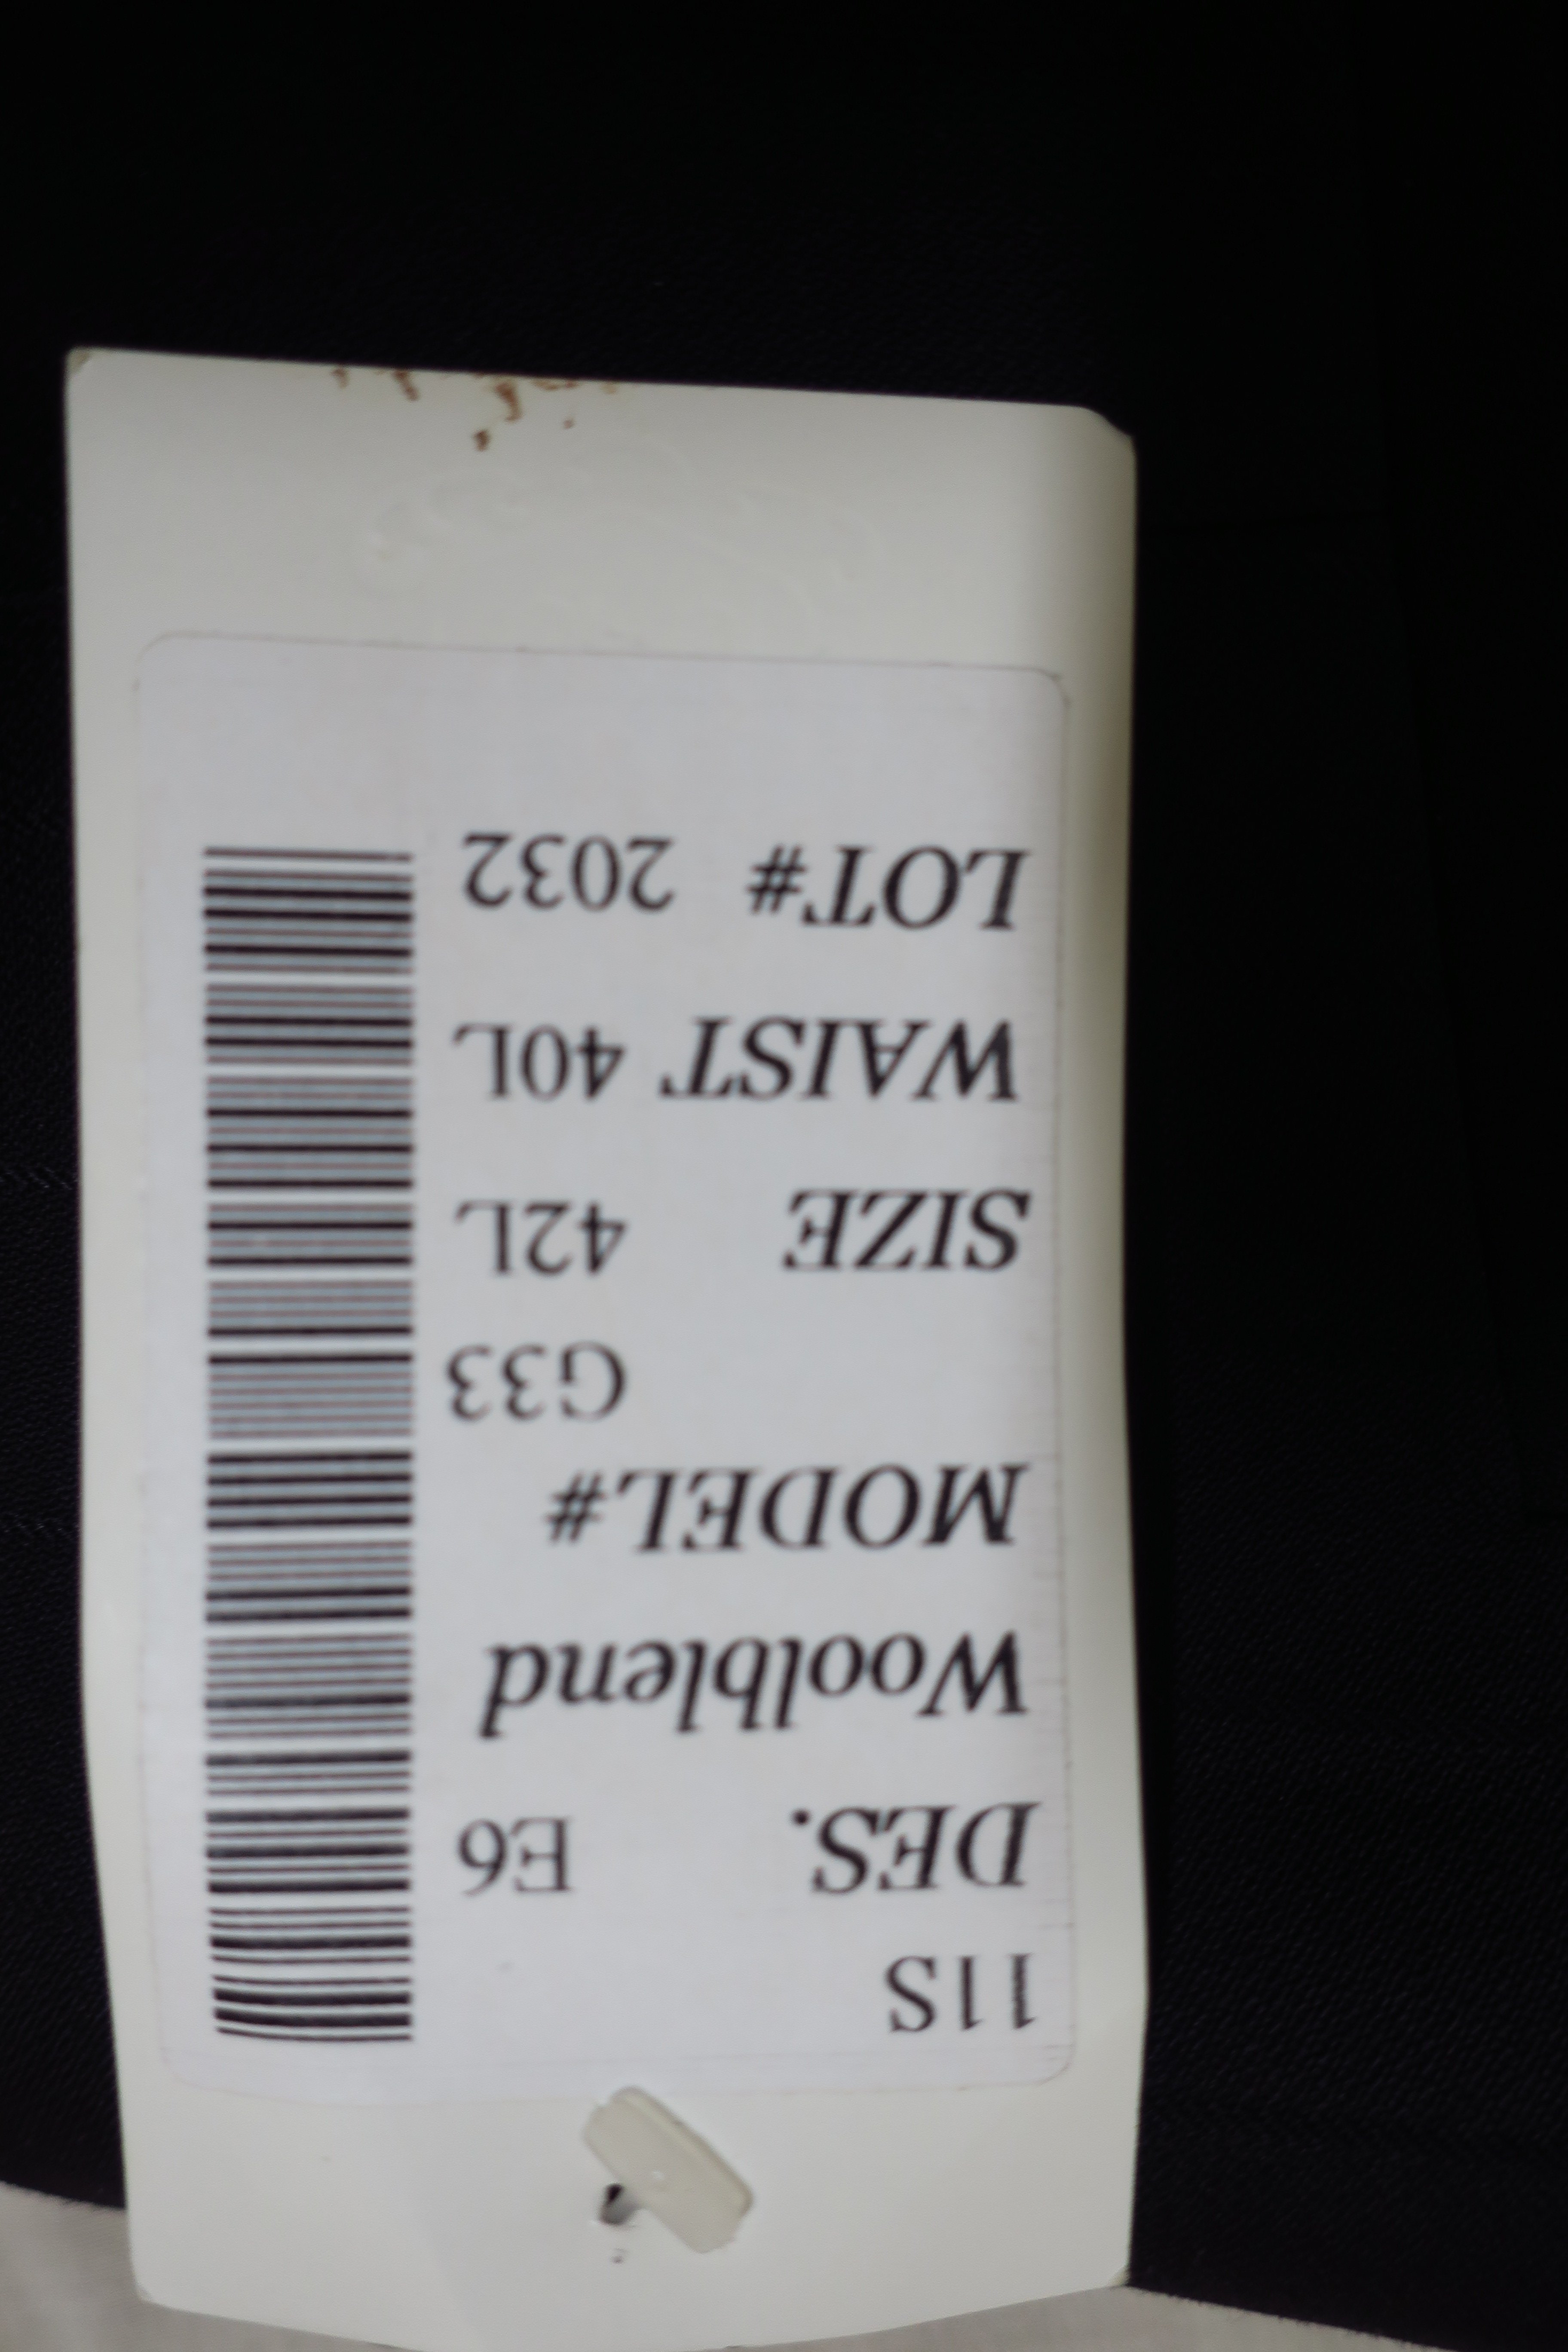 11S
DES. E6
Woolblend
MODEL#
G33
SIZE 42L
WAIST 40L
LOT# 2032